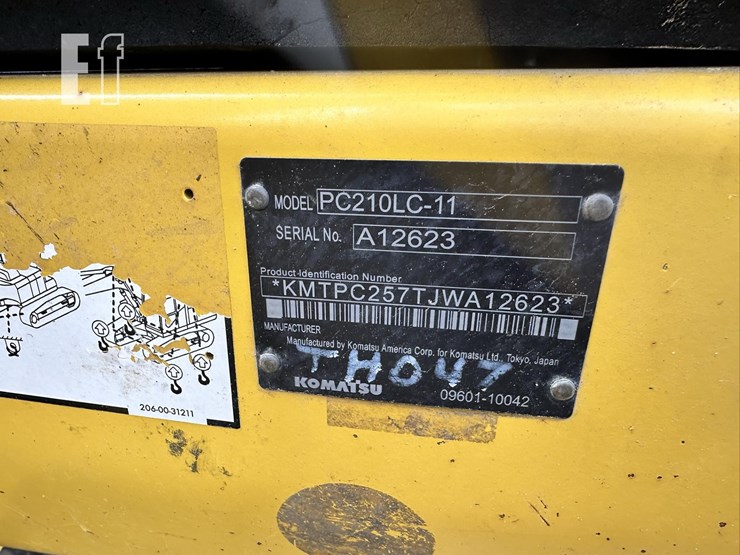 Ef
MODEL PC210LC-11
SERIAL No. A12623
Product Identification Number
*KMTPC257TJWA12623*
MANUFACTURER
Manufactured by Komatsu America Corp. for Komatsu Ltd., Tokyo, Japan
THOU7
KOMATSU
09601-10042
206-00-31211